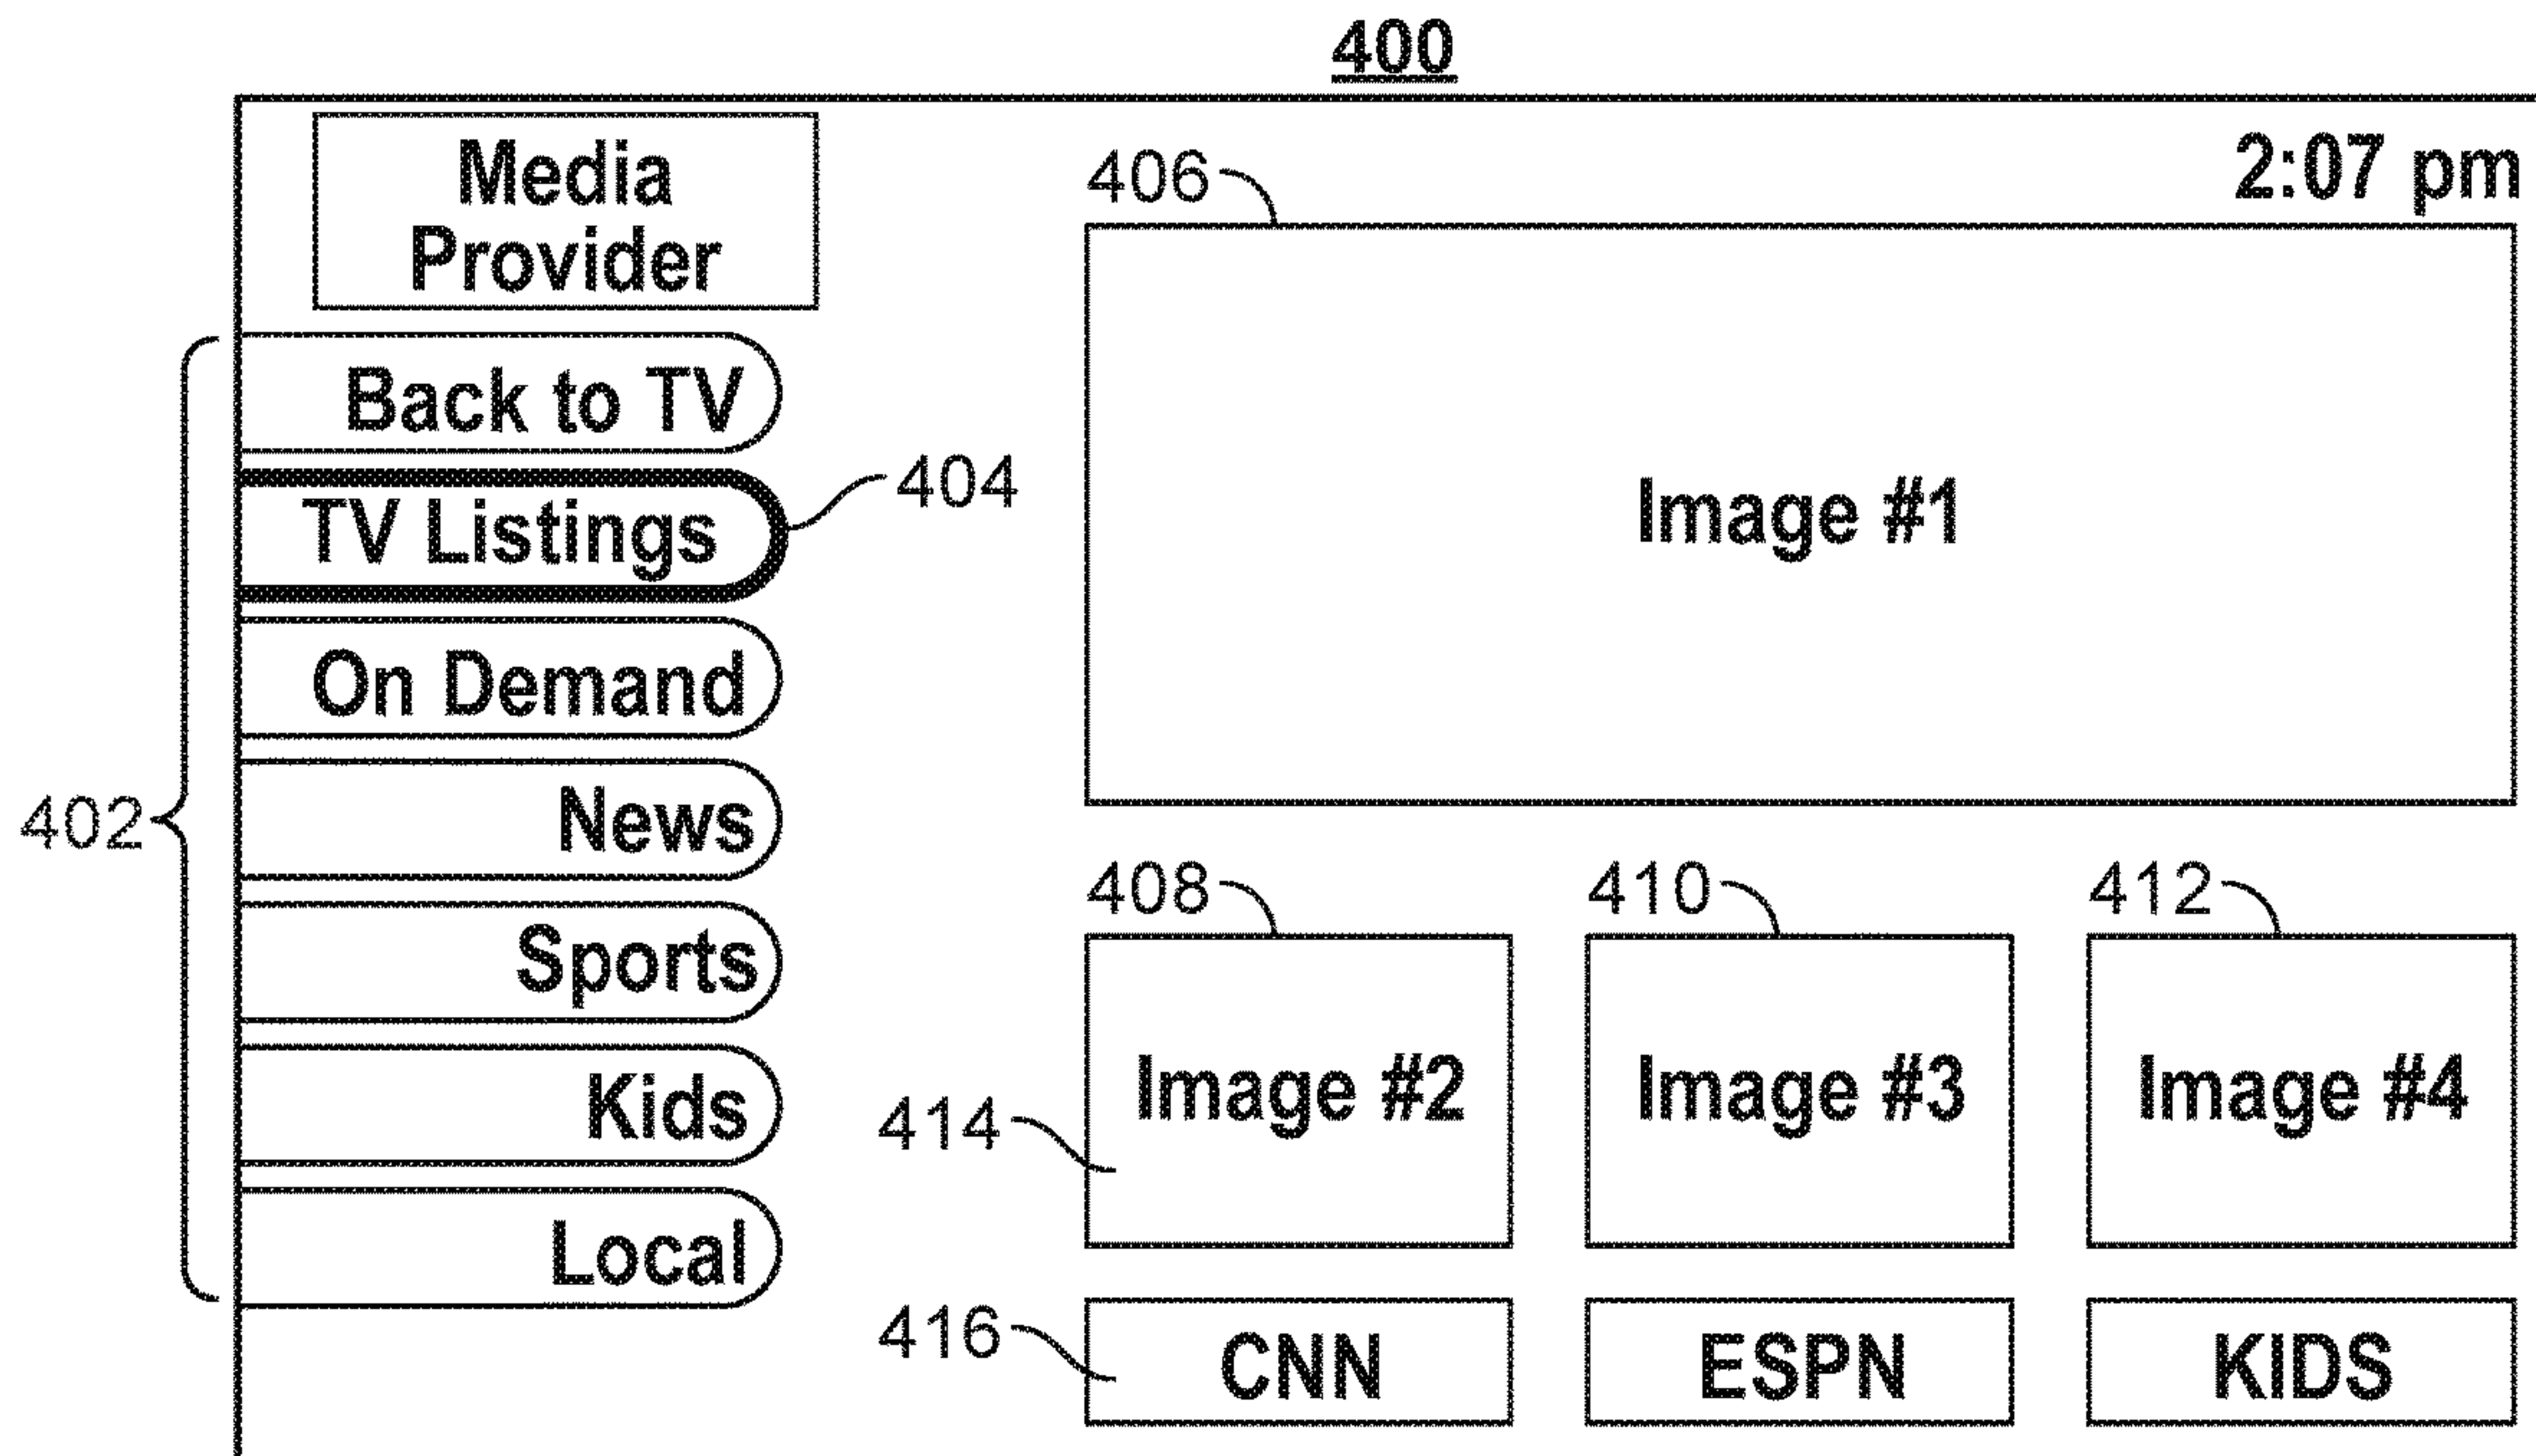 400
Media
Provider
2:07 pm
406
Back to TV
404
TV Listings
Image #1
On Demand
402
News
408
410
412
Sports
Kids
414
Image #2
Image #3
Image #4
Local
416
CNN
ESPN
KIDS